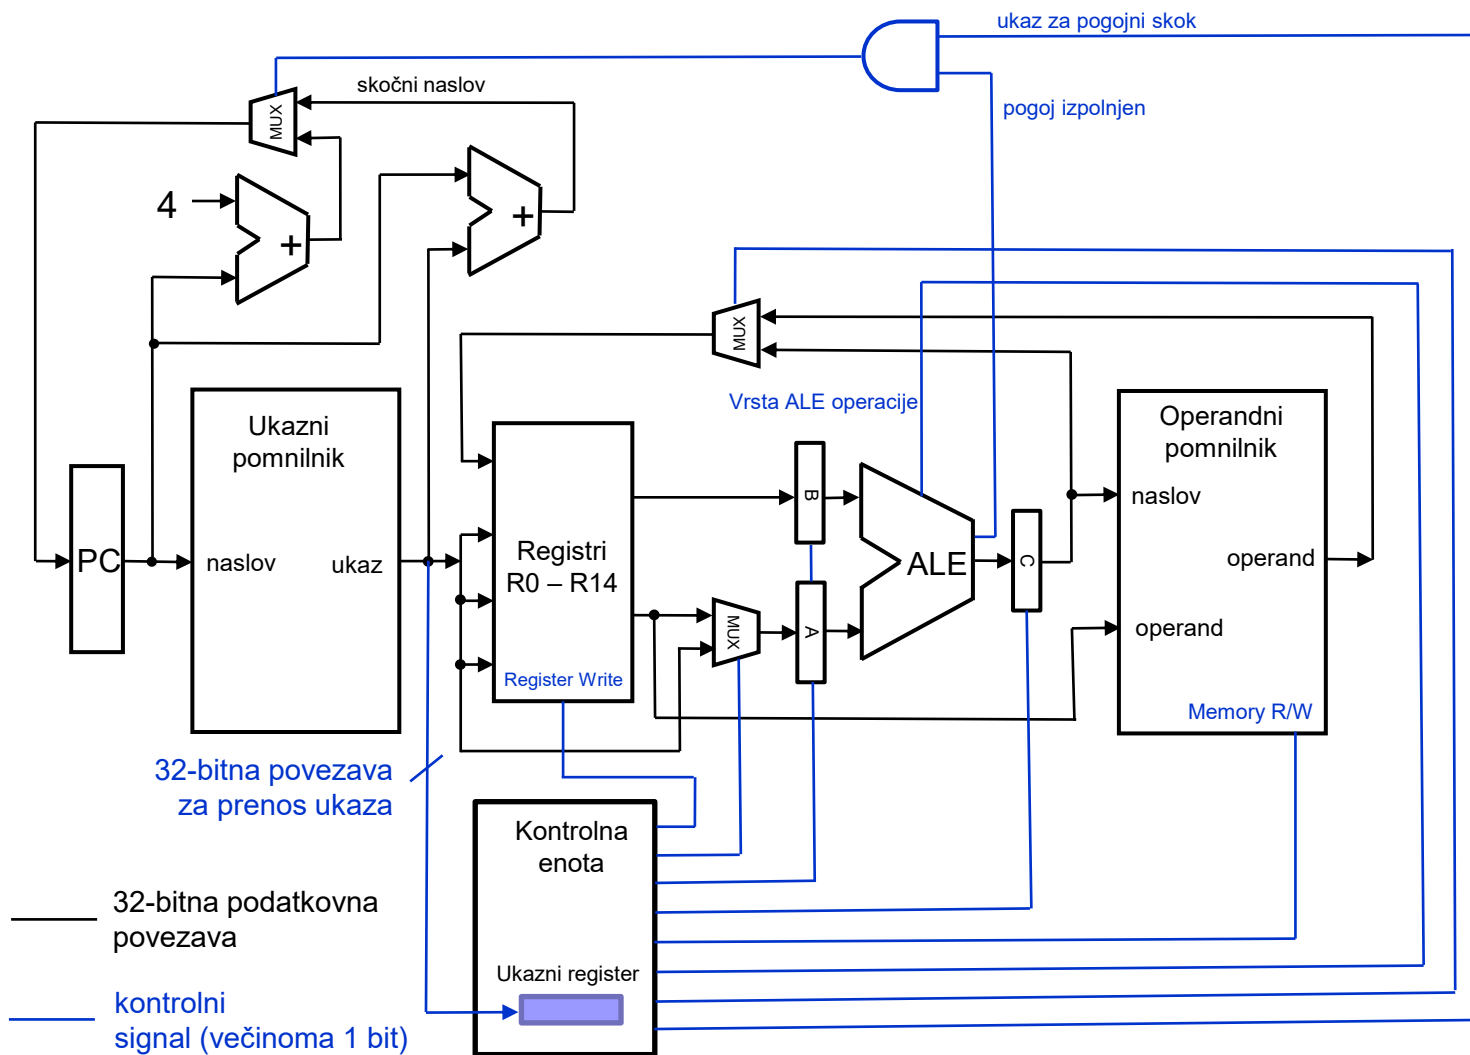 ukaz za pogojni skok
skočni naslov
MUX
pogoj izpolnjen
4
+
+
MUX
Vrsta ALE operacije
Ukazni
pomnilnik
Operandni
pomnilnik
B
naslov
PC
naslov
ukaz
Registri
R0 – R14
ALE
C
operand
MUX
A
operand
Register Write
Memory R/W
32-bitna povezava
za prenos ukaza
Kontrolna
enota
32-bitna podatkovna
povezava
Ukazni register
kontrolni
signal (večinoma 1 bit)